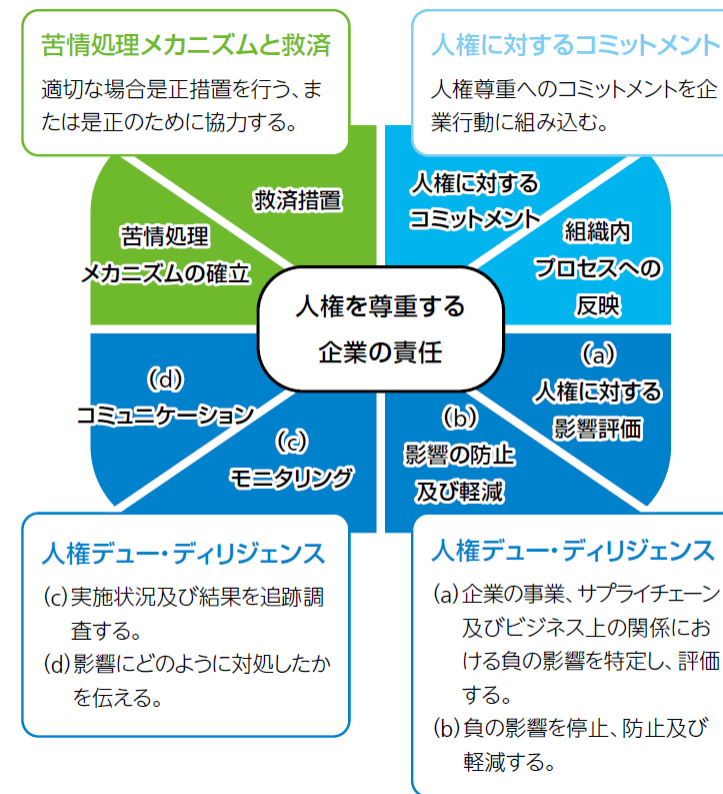 苦情処理メカニズムと救済
適切な場合是正措置を行う、ま
たは是正のために協力する。
人権に対するコミットメント
人権尊重へのコミットメントを企
業行動に組み込む。
救済措置
苦情処理
メカニズムの確立
人権に対する
コミットメント
組織内
プロセスへの
反映
人権を尊重する
企業の責任
(a)
人権に対する
影響評価
(b)
影響の防止
及び軽減
(c)
モニタリング
(d)
コミュニケーション
人権デュー・ディリジェンス
(c)実施状況及び結果を追跡調
査する。
(d)影響にどのように対処したか
を伝える。
人権デュー・ディリジェンス
(a)企業の事業、サプライチェーン
及びビジネス上の関係にお
ける負の影響を特定し、評価
する。
(b)負の影響を停止、防止及び
軽減する。